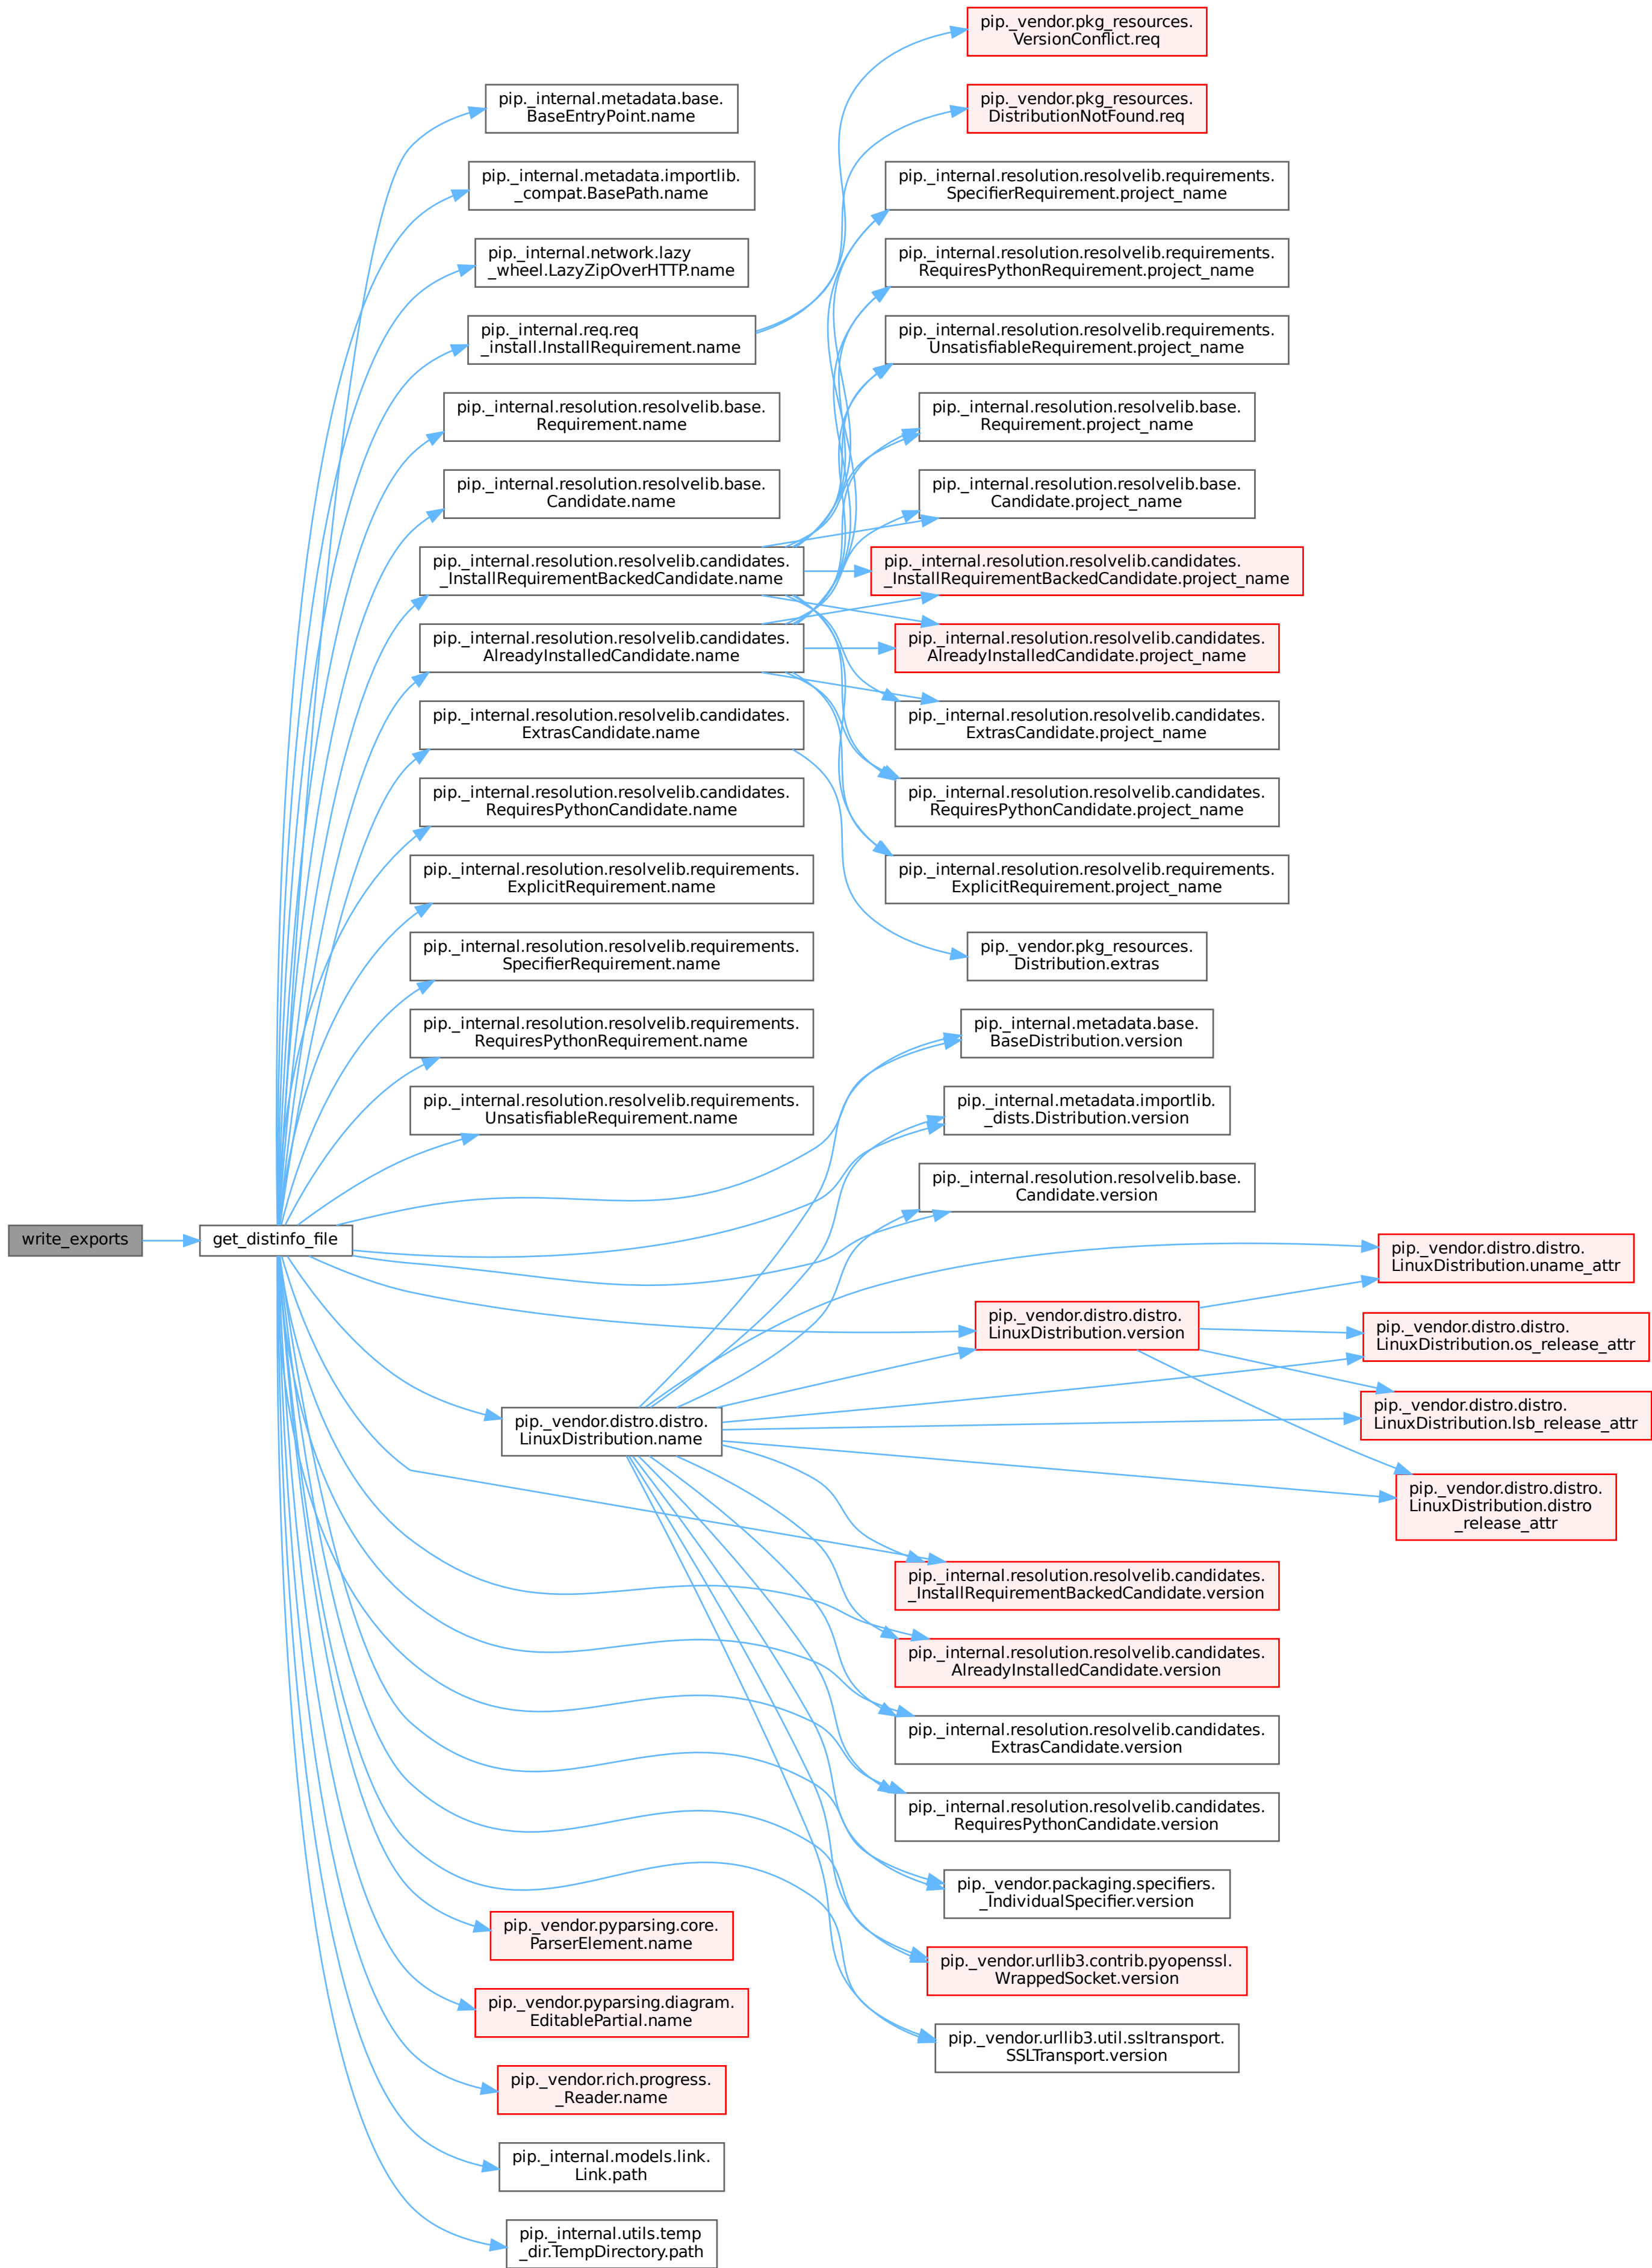 write_exports
get_distinfo_file
pip._internal.metadata.base.
BaseEntryPoint.name
pip._internal.metadata.importlib.
_compat.BasePath.name
pip._internal.network.lazy
_wheel.LazyZipOverHTTP.name
pip._internal.req.req
_install.InstallRequirement.name
pip._internal.resolution.resolvelib.base.
Requirement.name
pip._internal.resolution.resolvelib.base.
Candidate.name
pip._internal.resolution.resolvelib.candidates.
_InstallRequirementBackedCandidate.name
pip._internal.resolution.resolvelib.candidates.
AlreadyInstalledCandidate.name
pip._internal.resolution.resolvelib.candidates.
ExtrasCandidate.name
pip._internal.resolution.resolvelib.candidates.
RequiresPythonCandidate.name
pip._internal.resolution.resolvelib.requirements.
ExplicitRequirement.name
pip._internal.resolution.resolvelib.requirements.
SpecifierRequirement.name
pip._internal.resolution.resolvelib.requirements.
RequiresPythonRequirement.name
pip._internal.resolution.resolvelib.requirements.
UnsatisfiableRequirement.name
pip._vendor.distro.distro.
LinuxDistribution.name
pip._vendor.pyparsing.core.
ParserElement.name
pip._vendor.pyparsing.diagram.
EditablePartial.name
pip._vendor.rich.progress.
_Reader.name
pip._internal.models.link.
Link.path
pip._internal.utils.temp
_dir.TempDirectory.path
pip._vendor.pkg_resources.
VersionConflict.req
pip._vendor.pkg_resources.
DistributionNotFound.req
pip._internal.resolution.resolvelib.requirements.
SpecifierRequirement.project_name
pip._internal.resolution.resolvelib.requirements.
RequiresPythonRequirement.project_name
pip._internal.resolution.resolvelib.requirements.
UnsatisfiableRequirement.project_name
pip._internal.resolution.resolvelib.base.
Requirement.project_name
pip._internal.resolution.resolvelib.base.
Candidate.project_name
pip._internal.resolution.resolvelib.candidates.
_InstallRequirementBackedCandidate.project_name
pip._internal.resolution.resolvelib.candidates.
AlreadyInstalledCandidate.project_name
pip._internal.resolution.resolvelib.candidates.
ExtrasCandidate.project_name
pip._internal.resolution.resolvelib.candidates.
RequiresPythonCandidate.project_name
pip._internal.resolution.resolvelib.requirements.
ExplicitRequirement.project_name
pip._vendor.pkg_resources.
Distribution.extras
pip._internal.metadata.base.
BaseDistribution.version
pip._internal.metadata.importlib.
_dists.Distribution.version
pip._internal.resolution.resolvelib.base.
Candidate.version
pip._vendor.distro.distro.
LinuxDistribution.version
pip._internal.resolution.resolvelib.candidates.
_InstallRequirementBackedCandidate.version
pip._internal.resolution.resolvelib.candidates.
AlreadyInstalledCandidate.version
pip._internal.resolution.resolvelib.candidates.
ExtrasCandidate.version
pip._internal.resolution.resolvelib.candidates.
RequiresPythonCandidate.version
pip._vendor.packaging.specifiers.
_IndividualSpecifier.version
pip._vendor.urllib3.contrib.pyopenssl.
WrappedSocket.version
pip._vendor.urllib3.util.ssltransport.
SSLTransport.version
pip._vendor.distro.distro.
LinuxDistribution.uname_attr
pip._vendor.distro.distro.
LinuxDistribution.os_release_attr
pip._vendor.distro.distro.
LinuxDistribution.lsb_release_attr
pip._vendor.distro.distro.
LinuxDistribution.distro
_release_attr